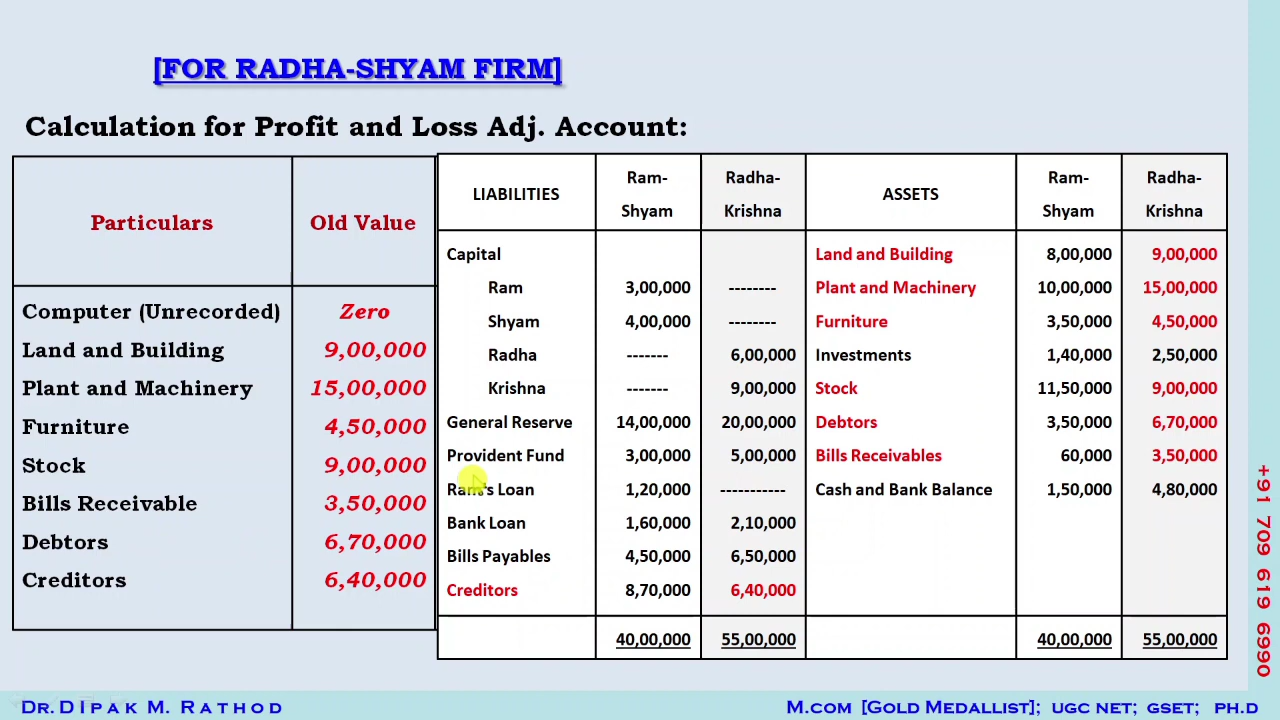 [FOR RADHA-SHYAM FIRM]
Calculation for Profit and Loss Adj. Account:
Particulars Old Value
Computer (Unrecorded) Zero
Land and Building 9,00,000
Plant and Machinery 15,00,000
Furniture 4,50,000
Stock 9,00,000
Bills Receivable 3,50,000
Debtors 6,70,000
Creditors 6,40,000
LIABILITIES Ram-Shyam Radha-Krishna ASSETS Ram-Shyam Radha-Krishna
Capital Land and Building 8,00,000 9,00,000
Ram 3,00,000 -------- Plant and Machinery 10,00,000 15,00,000
Shyam 4,00,000 -------- Furniture 3,50,000 4,50,000
Radha ------- 6,00,000 Investments 1,40,000 2,50,000
Krishna ------- 9,00,000 Stock 11,50,000 9,00,000
General Reserve 14,00,000 20,00,000 Debtors 3,50,000 6,70,000
Provident Fund 3,00,000 5,00,000 Bills Receivables 60,000 3,50,000
Ram's Loan 1,20,000 ----------- Cash and Bank Balance 1,50,000 4,80,000
Bank Loan 1,60,000 2,10,000
Bills Payables 4,50,000 6,50,000
Creditors 8,70,000 6,40,000
40,00,000 55,00,000 40,00,000 55,00,000
+91 709 619 6990
Dr. Dipak M. Rathod M.com [Gold Medallist]; UGC NET; GSET; Ph.D